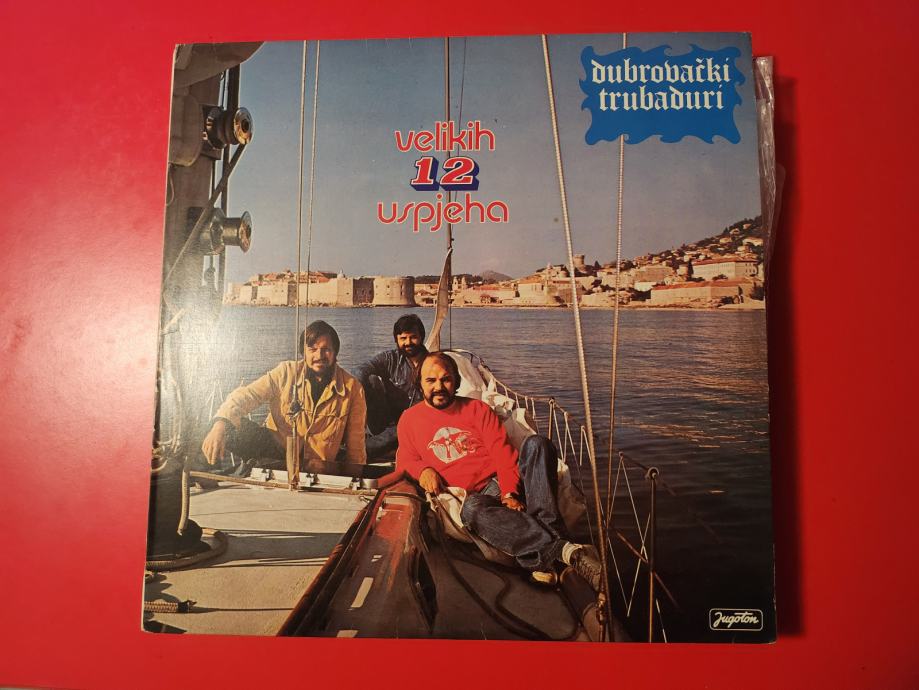 dubrovački
trubaduri
velikih
12
uspjeha
Jugoton